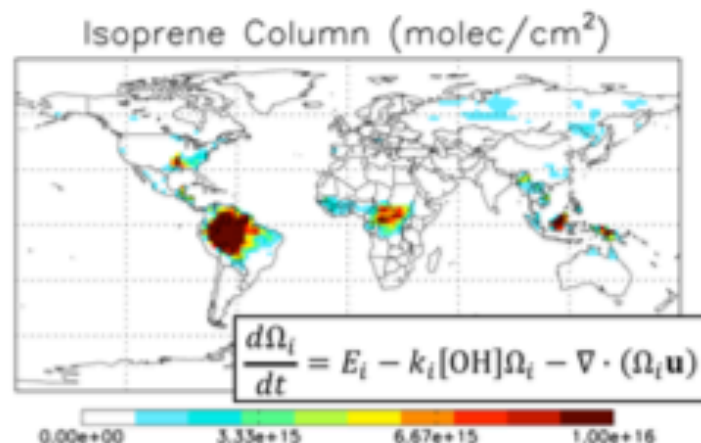 Isoprene Column (molec/cm²)
dΩᵢ/dt = Eᵢ − kᵢ[OH]Ωᵢ − ∇ · (Ωᵢ𝐮)
0.00e+00 3.33e+15 6.67e+15 1.00e+16